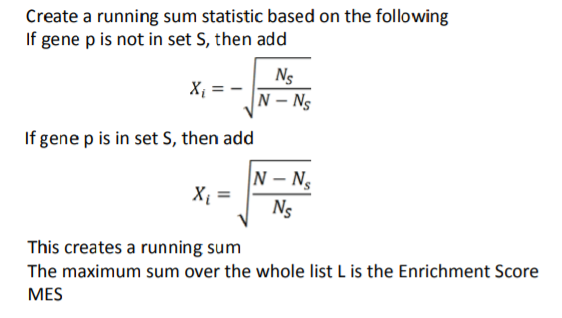 Create a running sum statistic based on the following
If gene p is not in set S, then add
X_i = -√(N_S / (N − N_S))
If gene p is in set S, then add
X_i = √((N − N_s) / N_S)
This creates a running sum
The maximum sum over the whole list L is the Enrichment Score
MES